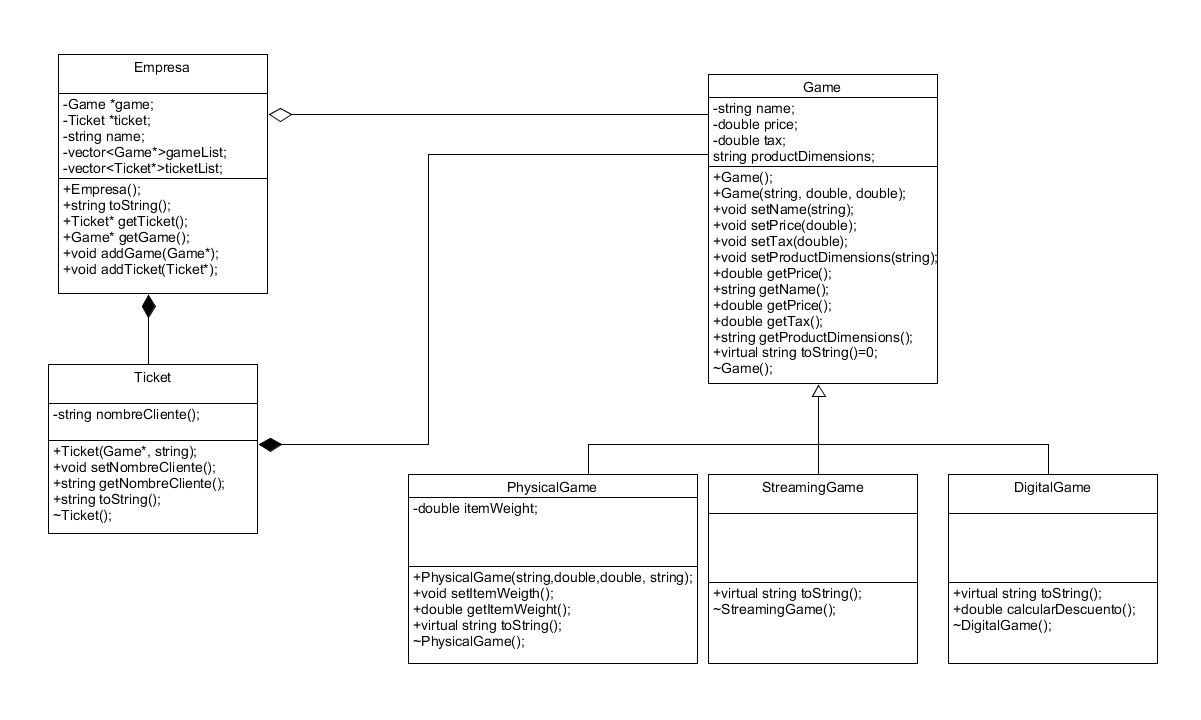 Empresa
-Game *game;
-Ticket *ticket;
-string name;
-vector<Game*>gameList;
-vector<Ticket*>ticketList;
+Empresa();
+string toString();
+Ticket* getTicket();
+Game* getGame();
+void addGame(Game*);
+void addTicket(Ticket*);
Game
-string name;
-double price;
-double tax;
string productDimensions;
+Game();
+Game(string, double, double);
+void setName(string);
+void setPrice(double);
+void setTax(double);
+void setProductDimensions(string);
+double getPrice();
+string getName();
+double getPrice();
+double getTax();
+string getProductDimensions();
+virtual string toString()=0;
~Game();
Ticket
-string nombreCliente();
+Ticket(Game*, string);
+void setNombreCliente();
+string getNombreCliente();
+string toString();
~Ticket();
PhysicalGame
-double itemWeight;
+PhysicalGame(string,double,double, string);
+void setItemWeigth();
+double getItemWeight();
+virtual string toString();
~PhysicalGame();
StreamingGame
+virtual string toString();
~StreamingGame();
DigitalGame
+virtual string toString();
+double calcularDescuento();
~DigitalGame();